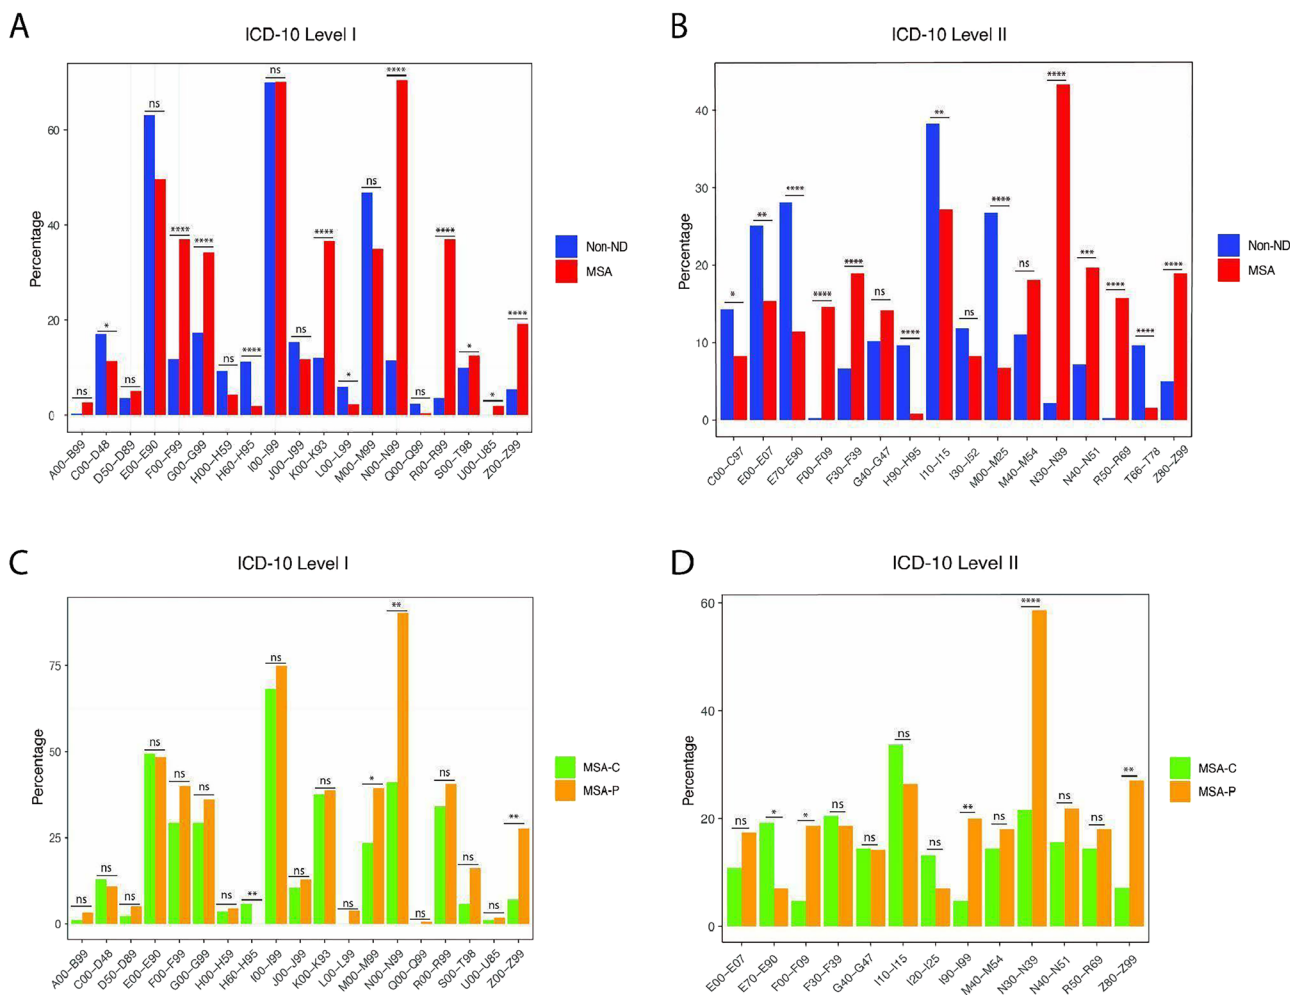 A
ICD-10 Level I
Percentage
60
40
20
0
ns
*
ns
ns
****
****
ns
****
ns
ns
****
*
ns
****
ns
****
*
*
****
A00–B99
C00–D48
D50–D89
E00–E90
F00–F99
G00–G99
H00–H59
H60–H95
I00–I99
J00–J99
K00–K93
L00–L99
M00–M99
N00–N99
Q00–Q99
R00–R99
S00–T98
U00–U85
Z00–Z99
Non-ND
MSA
B
ICD-10 Level II
Percentage
40
30
20
10
0
*
**
****
****
****
ns
****
**
ns
****
ns
****
***
****
****
****
C00–C97
E00–E07
E70–E90
F00–F09
F30–F39
G40–G47
H90–H95
I10–I15
I30–I52
M00–M25
M40–M54
N30–N39
N40–N51
R50–R69
T66–T78
Z80–Z99
Non-ND
MSA
C
ICD-10 Level I
Percentage
75
50
25
0
ns
ns
ns
ns
ns
ns
ns
**
ns
ns
ns
ns
*
**
ns
ns
ns
ns
**
A00–B99
C00–D48
D50–D89
E00–E90
F00–F99
G00–G99
H00–H59
H60–H95
I00–I99
J00–J99
K00–K93
L00–L99
M00–M99
N00–N99
Q00–Q99
R00–R99
S00–T98
U00–U85
Z00–Z99
MSA-C
MSA-P
D
ICD-10 Level II
Percentage
60
40
20
0
ns
*
*
ns
ns
ns
ns
**
ns
****
ns
ns
**
E00–E07
E70–E90
F00–F09
F30–F39
G40–G47
I10–I15
I20–I25
I90–I99
M40–M54
N30–N39
N40–N51
R50–R69
Z80–Z99
MSA-C
MSA-P